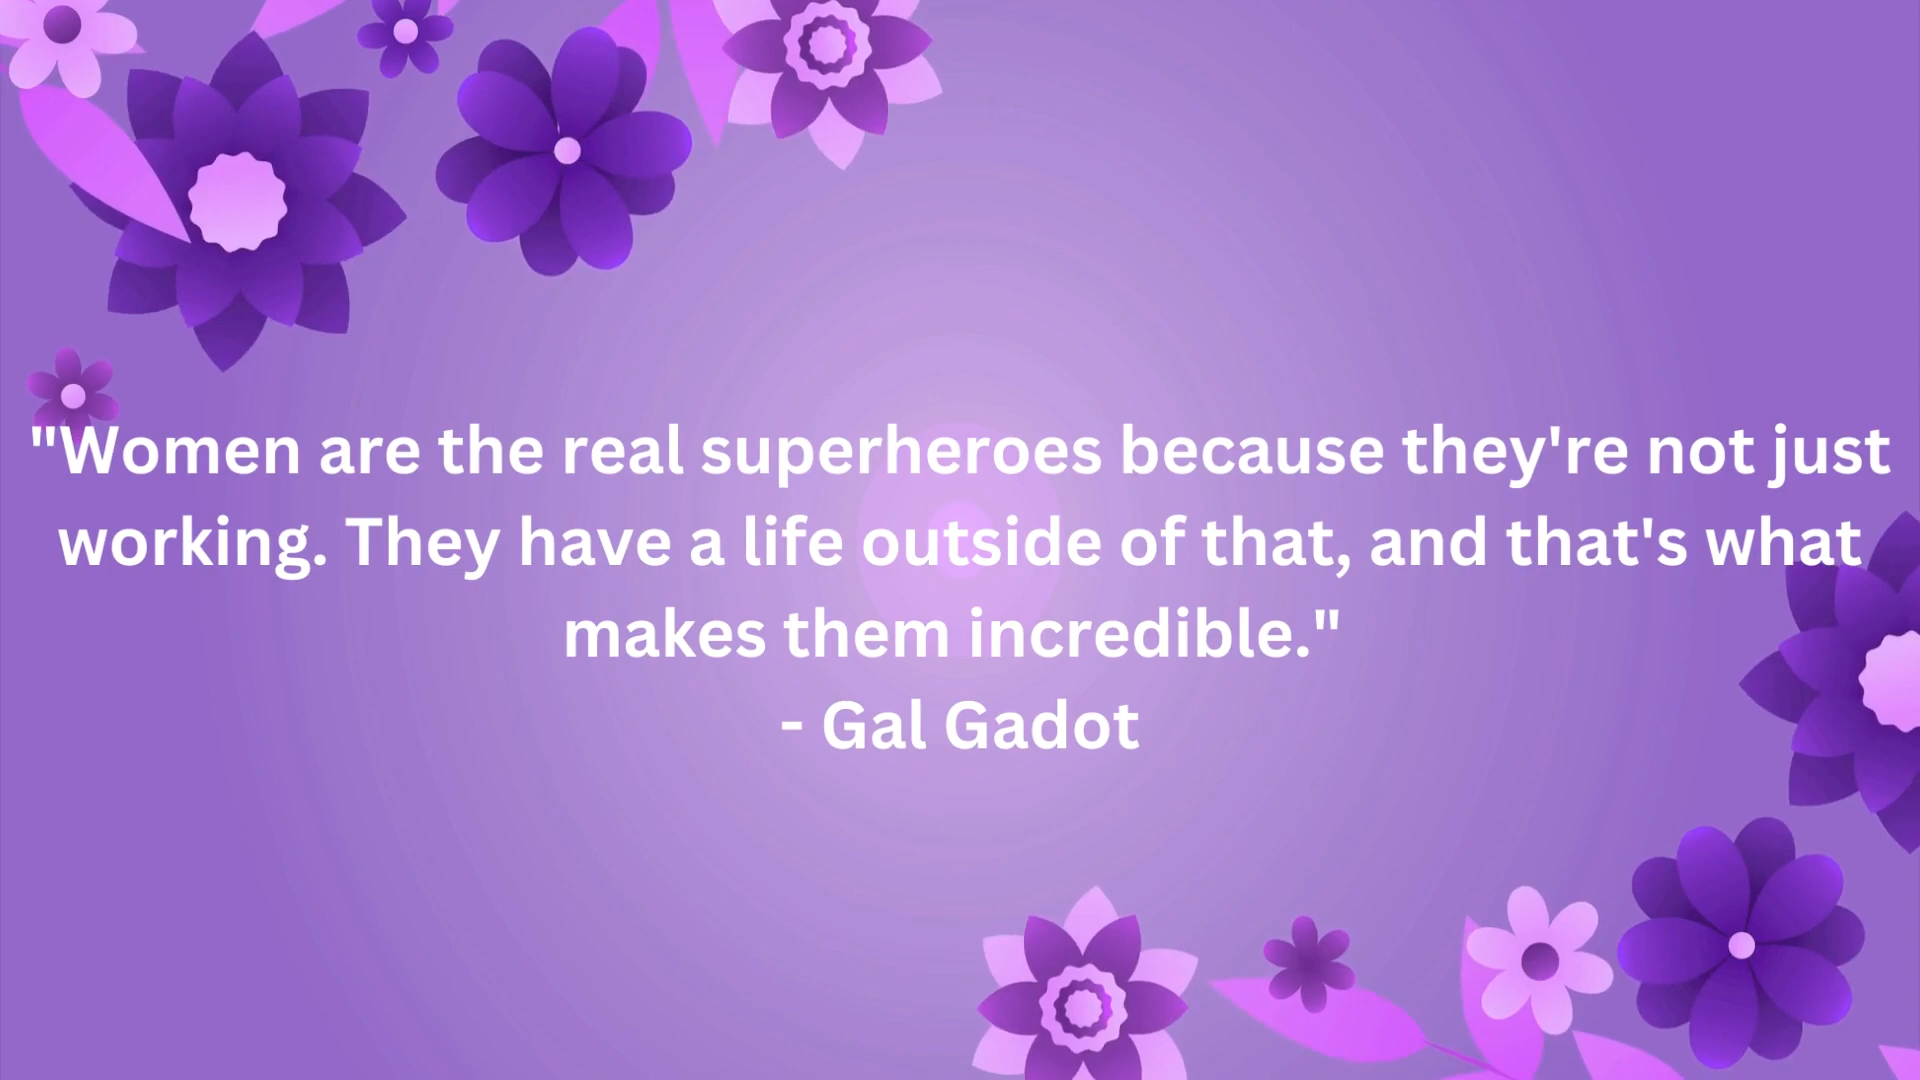 "Women are the real superheroes because they're not just
working. They have a life outside of that, and that's what
makes them incredible."
- Gal Gadot